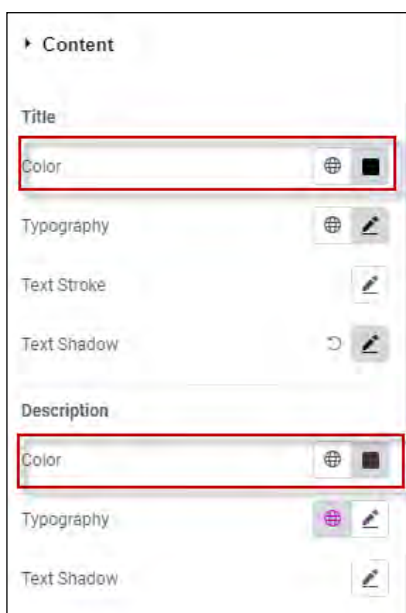 Content
Title
Color
Typography
Text Stroke
Text Shadow
Description
Color
Typography
Text Shadow